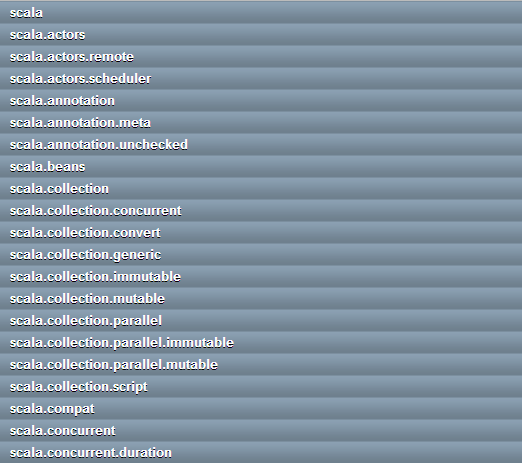 scala
scala.actors
scala.actors.remote
scala.actors.scheduler
scala.annotation
scala.annotation.meta
scala.annotation.unchecked
scala.beans
scala.collection
scala.collection.concurrent
scala.collection.convert
scala.collection.generic
scala.collection.immutable
scala.collection.mutable
scala.collection.parallel
scala.collection.parallel.immutable
scala.collection.parallel.mutable
scala.collection.script
scala.compat
scala.concurrent
scala.concurrent.duration